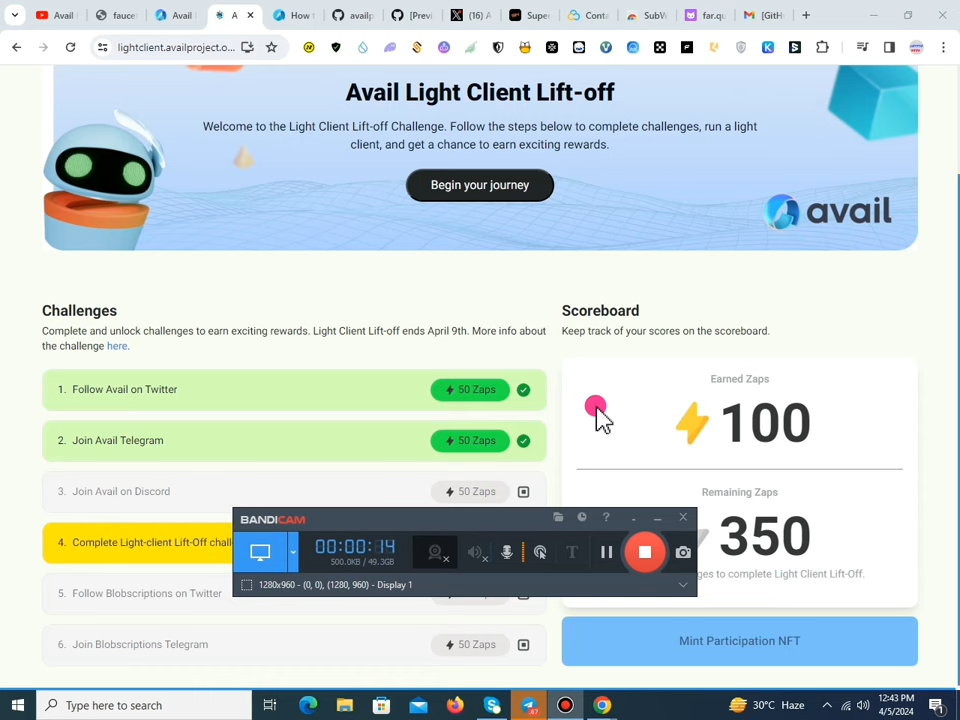 Avail
fauce
Avail
A
How
availp
[Previ
(16) A
Super
Conta
SubW
far.qu
[GitH
lightclient.availproject.o...
Avail Light Client Lift-off
Welcome to the Light Client Lift-off Challenge. Follow the steps below to complete challenges, run a light
client, and get a chance to earn exciting rewards.
Begin your journey
avail
Challenges
Complete and unlock challenges to earn exciting rewards. Light Client Lift-off ends April 9th. More info about
the challenge here.
1. Follow Avail on Twitter
50 Zaps
2. Join Avail Telegram
50 Zaps
3. Join Avail on Discord
50 Zaps
4. Complete Light-client Lift-Off chall
5. Follow Blobscriptions on Twitter
6. Join Blobscriptions Telegram
50 Zaps
Scoreboard
Keep track of your scores on the scoreboard.
Earned Zaps
100
Remaining Zaps
350
ges to complete Light Client Lift-Off.
Mint Participation NFT
BANDICAM
00:00:14
500.0KB / 49.3GB
1280x960 - (0, 0), (1280, 960) - Display 1
Type here to search
30°C Haze
12:43 PM
4/5/2024